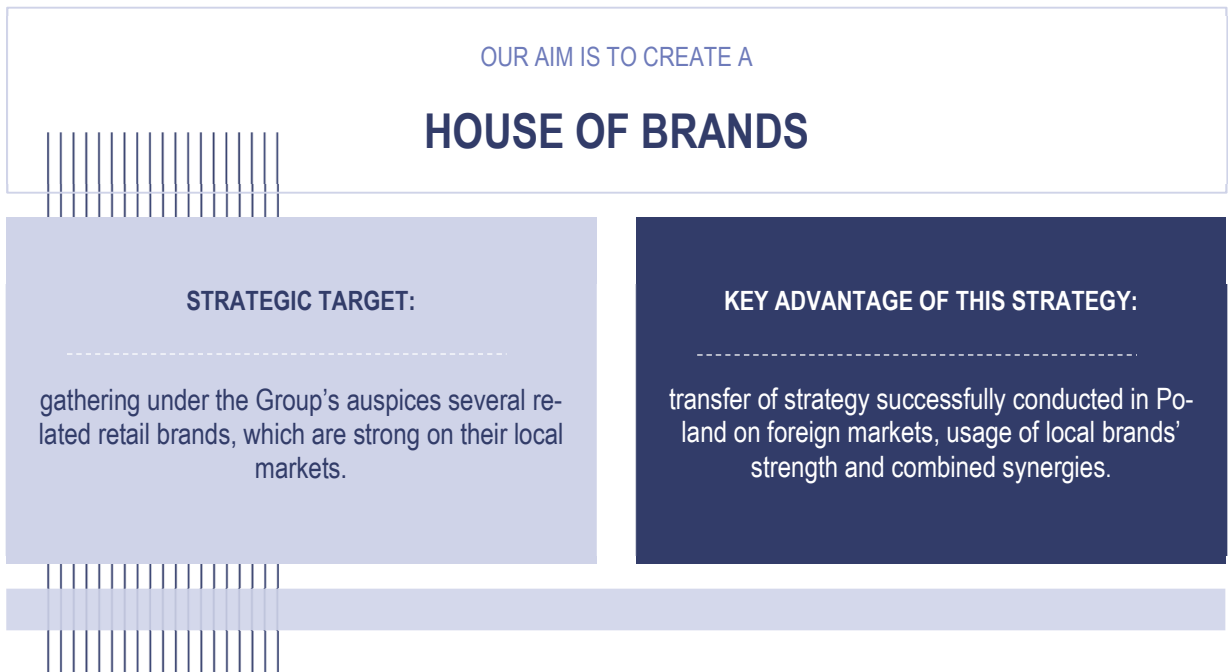 OUR AIM IS TO CREATE A
HOUSE OF BRANDS
STRATEGIC TARGET:
gathering under the Group’s auspices several re-
lated retail brands, which are strong on their local
markets.
KEY ADVANTAGE OF THIS STRATEGY:
transfer of strategy successfully conducted in Po-
land on foreign markets, usage of local brands’
strength and combined synergies.